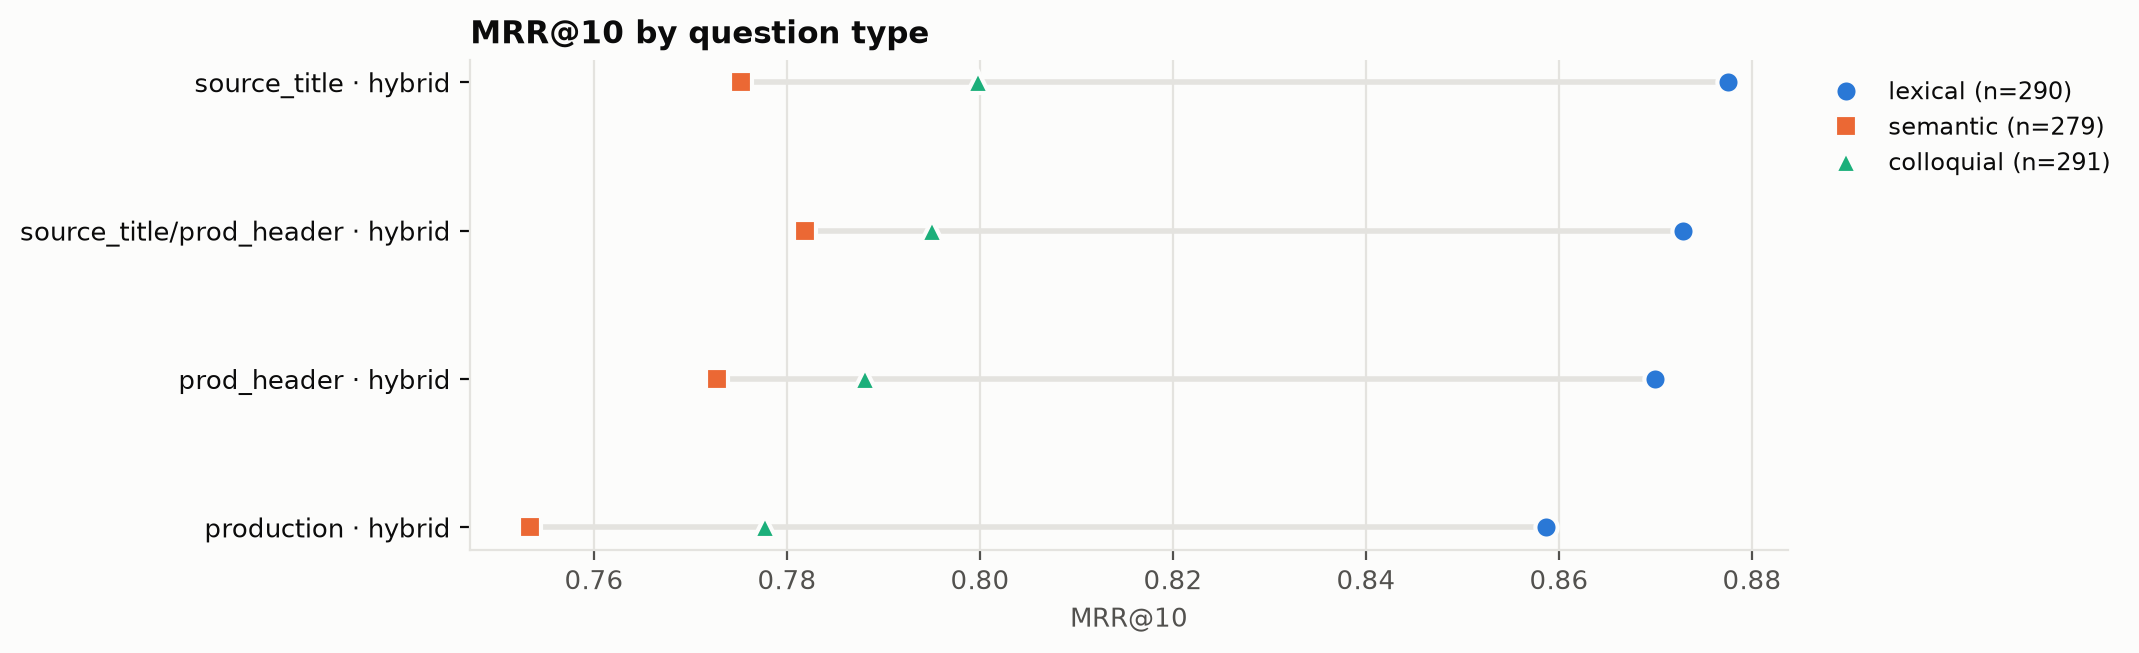 MRR@10 by question type
source_title · hybrid
source_title/prod_header · hybrid
prod_header · hybrid
production · hybrid
0.76 0.78 0.80 0.82 0.84 0.86 0.88
MRR@10
lexical (n=290)
semantic (n=279)
colloquial (n=291)